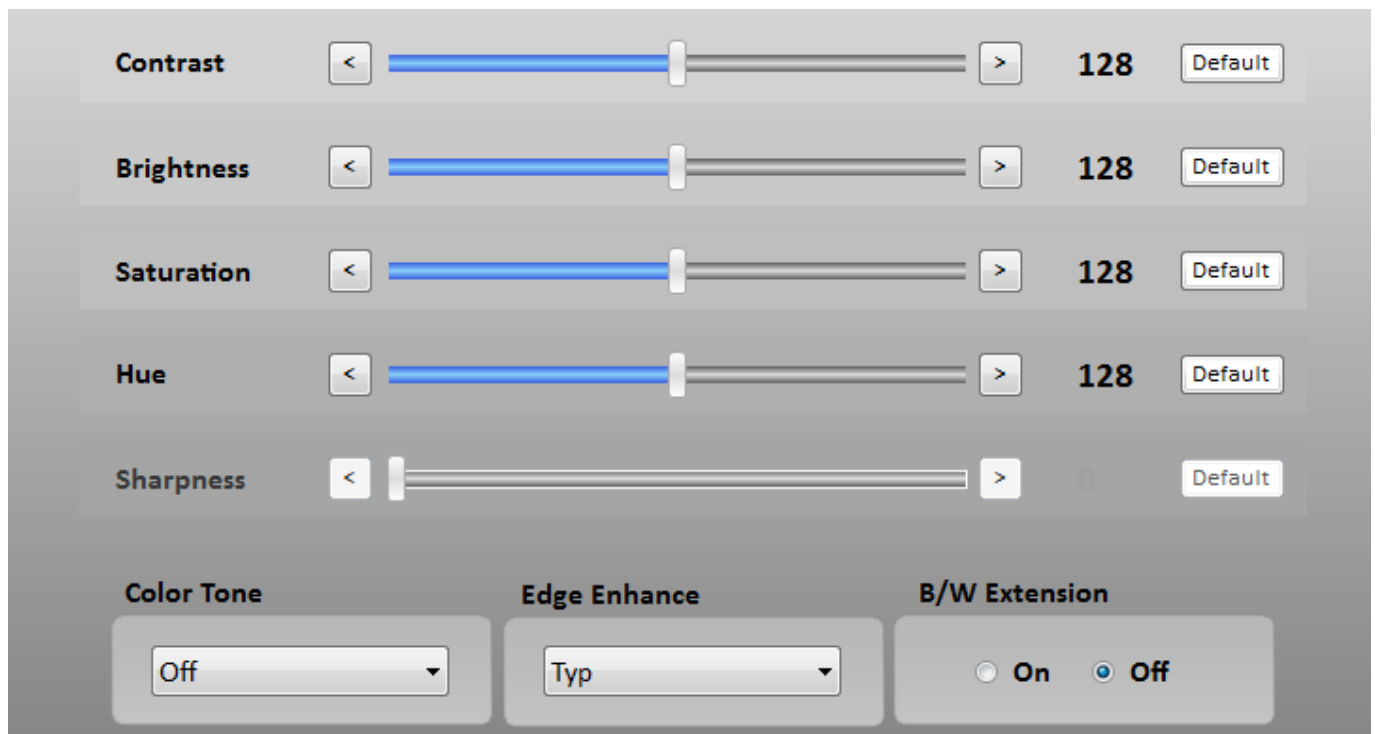 Contrast < > 128 Default
Brightness < > 128 Default
Saturation < > 128 Default
Hue < > 128 Default
Sharpness < > 0 Default
Color Tone Edge Enhance B/W Extension
Off Typ On Off